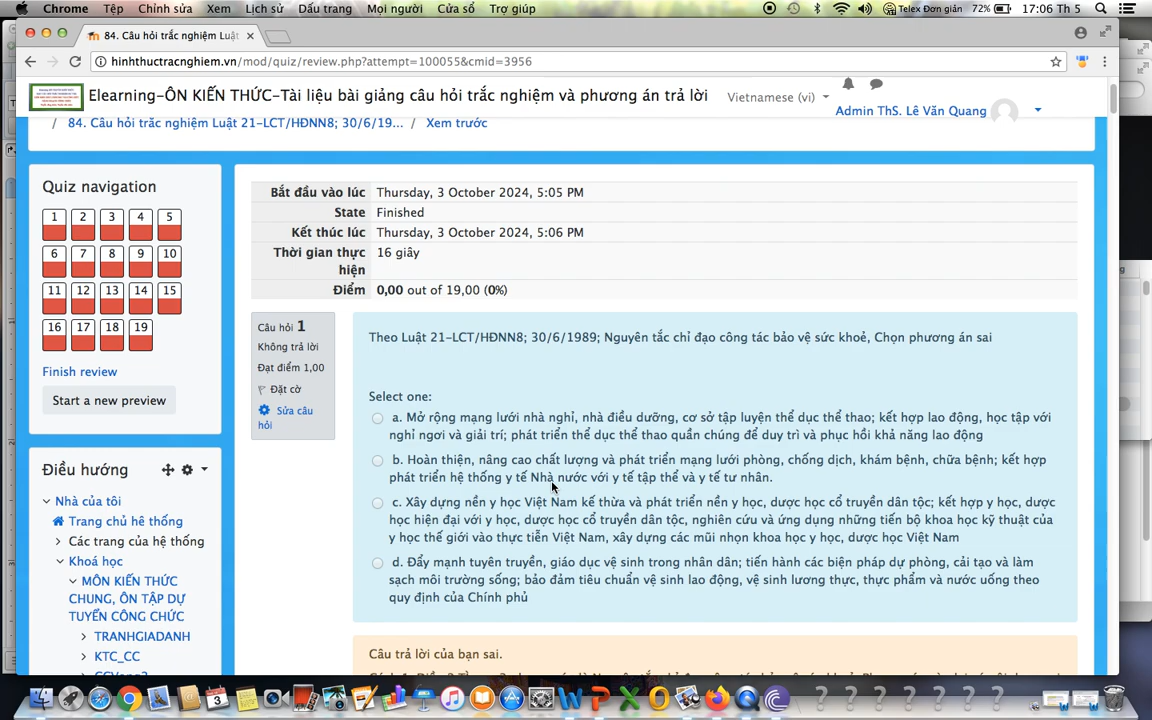 Chrome Tệp Chỉnh sửa Xem Lịch sử Dấu trang Mọi người Cửa sổ Trợ giúp Telex Đơn giản 72% 17:06 Th 5
84. Câu hỏi trắc nghiệm Luật
hinhthuctracnghiem.vn/mod/quiz/review.php?attempt=100055&cmid=3956
Elearning-ÔN KIẾN THỨC-Tài liệu bài giảng câu hỏi trắc nghiệm và phương án trả lời
Vietnamese (vi)
Admin ThS. Lê Văn Quang
/ 84. Câu hỏi trắc nghiệm Luật 21-LCT/HĐNN8; 30/6/19... / Xem trước
Quiz navigation
1 2 3 4 5
6 7 8 9 10
11 12 13 14 15
16 17 18 19
Finish review
Start a new preview
Điều hướng
Nhà của tôi
Trang chủ hê thống
Các trang của hệ thống
Khoá học
MÔN KIẾN THỨC
CHUNG, ÔN TẬP DỰ
TUYỂN CÔNG CHỨC
TRANHGIADANH
KTC_CC
Bắt đầu vào lúc Thursday, 3 October 2024, 5:05 PM
State Finished
Kết thúc lúc Thursday, 3 October 2024, 5:06 PM
Thời gian thực
hiện
16 giây
Điểm 0,00 out of 19,00 (0%)
Câu hỏi 1
Không trả lời
Đạt điểm 1,00
Đặt cờ
Sửa câu
hỏi
Theo Luật 21-LCT/HĐNN8; 30/6/1989; Nguyên tắc chỉ đạo công tác bảo vệ sức khoẻ, Chọn phương án sai
Select one:
a. Mở rộng mạng lưới nhà nghỉ, nhà điều dưỡng, cơ sở tập luyện thể dục thể thao; kết hợp lao động, học tập với
nghỉ ngơi và giải trí; phát triển thể dục thể thao quần chúng để duy trì và phục hồi khả năng lao động
b. Hoàn thiện, nâng cao chất lượng và phát triển mạng lưới phòng, chống dịch, khám bệnh, chữa bệnh; kết hợp
phát triển hệ thống y tế Nhà nước với y tế tập thể và y tế tư nhân.
c. Xây dựng nền y học Việt Nam kế thừa và phát triển nền y học, dược học cổ truyền dân tộc; kết hợp y học, dược
học hiện đại với y học, dược học cổ truyền dân tộc, nghiên cứu và ứng dụng những tiến bộ khoa học kỹ thuật của
y học thế giới vào thực tiễn Việt Nam, xây dựng các mũi nhọn khoa học y học, dược học Việt Nam
d. Đẩy mạnh tuyên truyền, giáo dục vệ sinh trong nhân dân; tiến hành các biện pháp dự phòng, cải tạo và làm
sạch môi trường sống; bảo đảm tiêu chuẩn vệ sinh lao động, vệ sinh lương thực, thực phẩm và nước uống theo
quy định của Chính phủ
Câu trả lời của bạn sai.